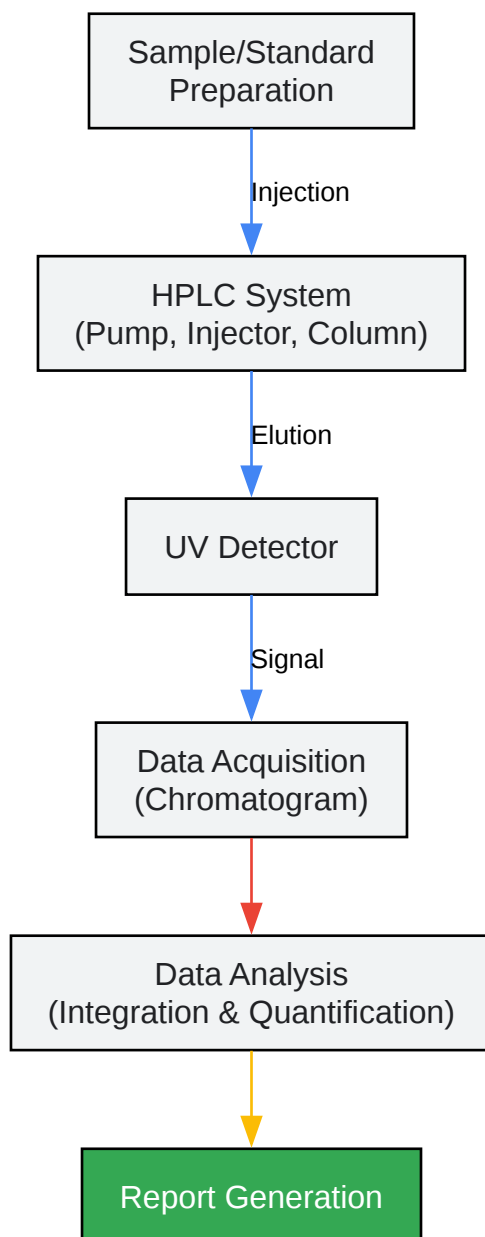 Sample/Standard
Preparation
Injection
HPLC System
(Pump, Injector, Column)
Elution
UV Detector
Signal
Data Acquisition
(Chromatogram)
Data Analysis
(Integration & Quantification)
Report Generation